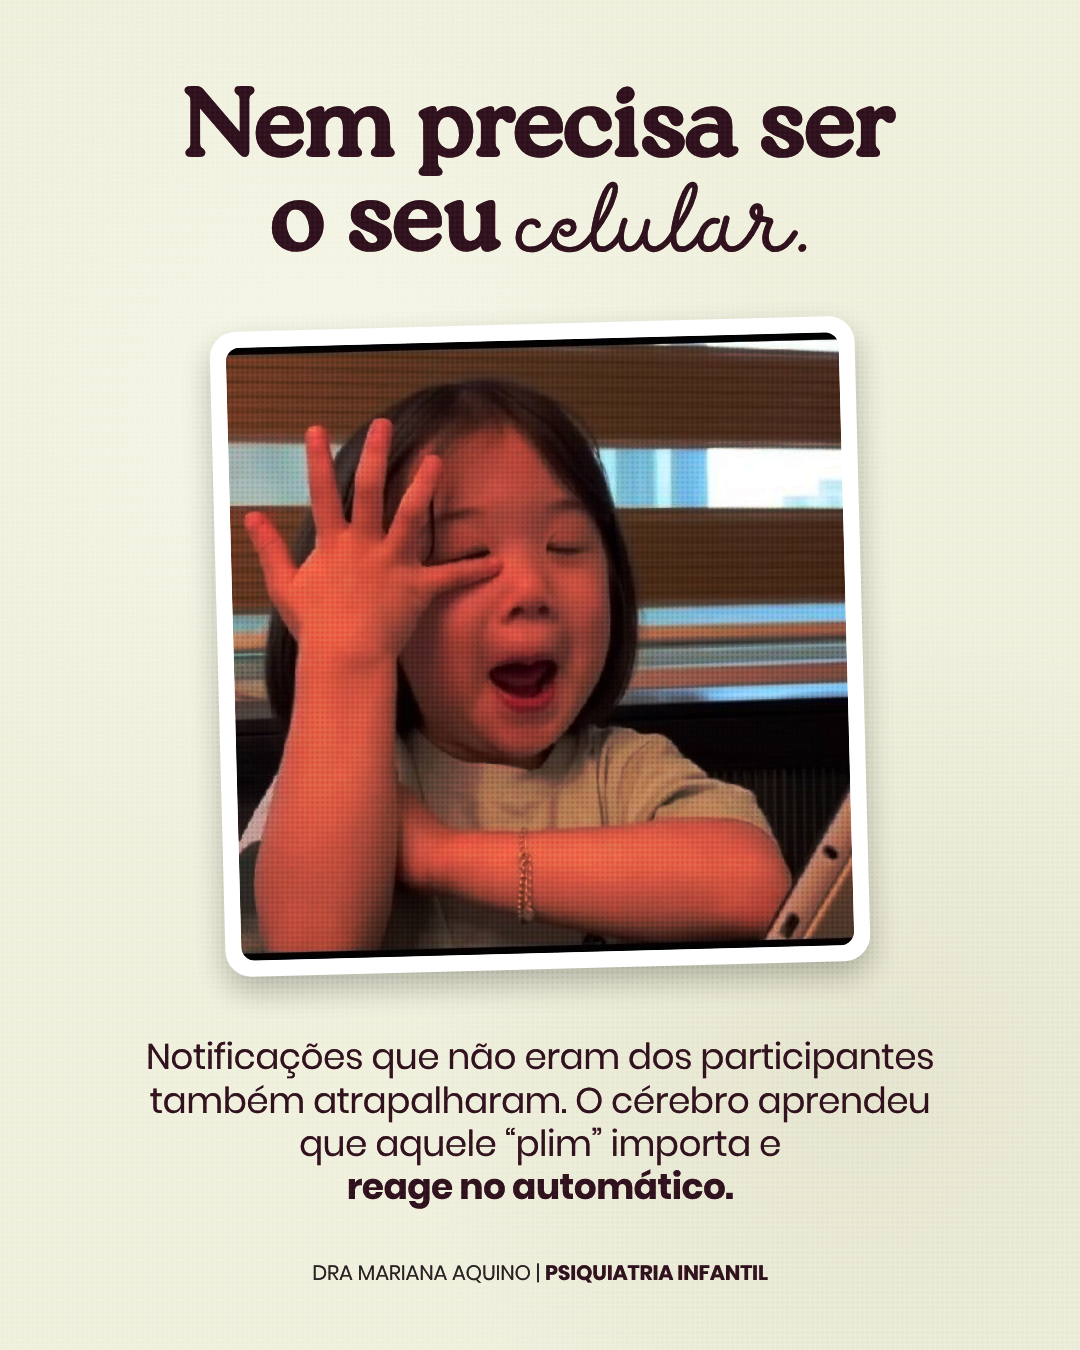 Nem precisa ser
o seu celular.
Notificações que não eram dos participantes
também atrapalharam. O cérebro aprendeu
que aquele “plim” importa e
reage no automático.
DRA MARIANA AQUINO | PSIQUIATRIA INFANTIL